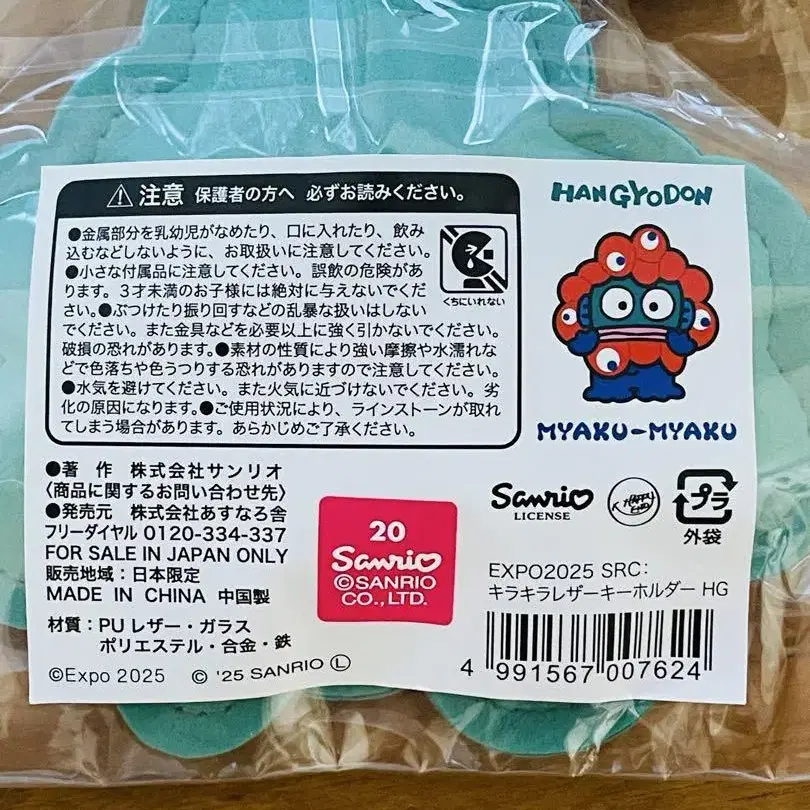 ⚠注意 保護者の方へ 必ずお読みください。
●金属部分を乳幼児がなめたり、口に入れたり、飲み
込むなどしないように、お取扱いに注意してください。
●小さな付属品に注意してください。誤飲の危険があ
ります。3才未満のお子様には絶対に与えないでくだ
さい。●ぶつけたり振り回すなどの乱暴な扱いはしない
でください。また金具などを必要以上に強く引かないでください。
破損の恐れがあります。●素材の性質により強い摩擦や水濡れな
どで色落ちや色うつりする恐れがありますので注意してください。
●水気を避けてください。また火気に近づけないでください。劣
化の原因になります。●ご使用状況により、ラインストーンが取れ
てしまう場合があります。あらかじめご了承ください。
くちにいれない
HANGYODON
MYAKU-MYAKU
●著 作 株式会社サンリオ
〈商品に関するお問い合わせ先〉
●発売元 株式会社あすなろ舎
フリーダイヤル 0120-334-337
FOR SALE IN JAPAN ONLY
販売地域:日本限定
MADE IN CHINA 中国製
材質:PUレザー・ガラス
ポリエステル・合金・鉄
©Expo 2025 © '25 SANRIO Ⓛ
20
Sanrio
©SANRIO
CO., LTD.
Sanrio
LICENSE
HAPPY
END
プラ
外袋
EXPO2025 SRC:
キラキラレザーキーホルダー HG
4 991567 007624